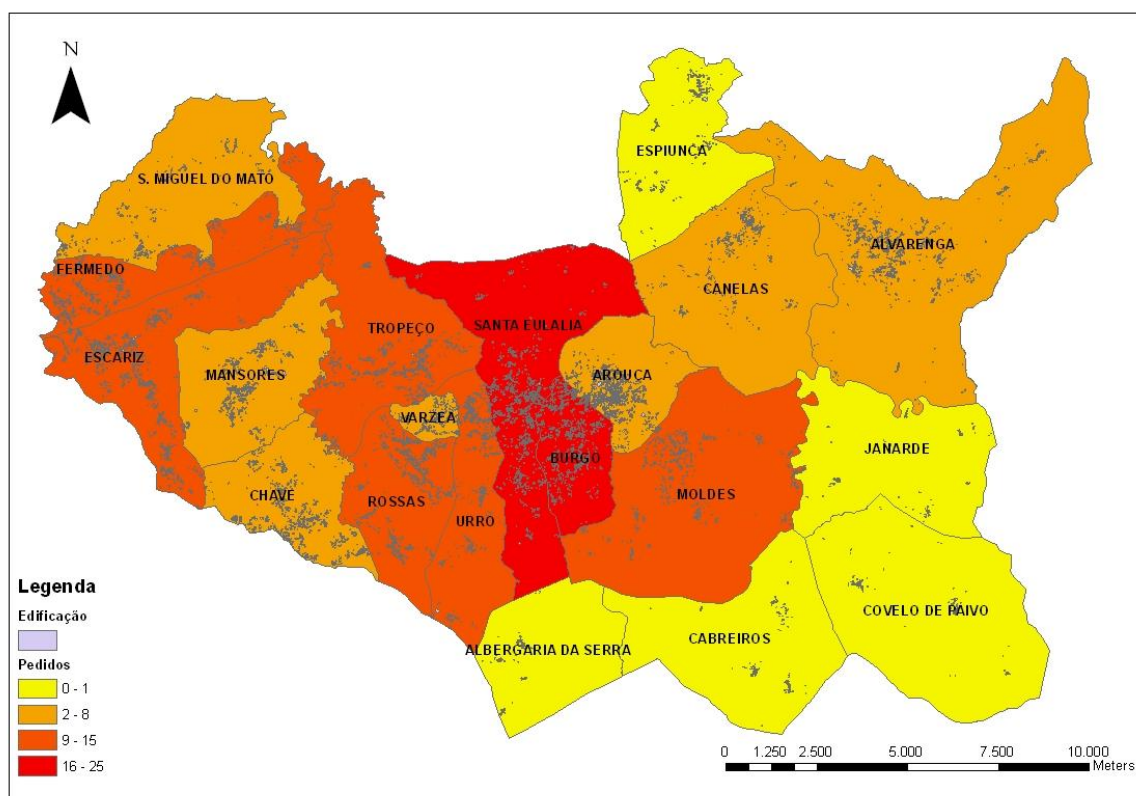 N
ESPIUNCA
S. MIGUEL DO MATO
ALVARENGA
FERMEDO
CANELAS
TROPEÇO
SANTA EULALIA
ESCARIZ
MANSORES
AROUCA
VARZEA
JANARDE
BURGO
CHAVE
ROSSAS
MOLDES
URRO
COVELO DE PAIVO
CABREIROS
ALBERGARIA DA SERRA
Legenda
Edificação
Pedidos
0 - 1
2 - 8
9 - 15
16 - 25
0 1.250 2.500 5.000 7.500 10.000
Meters